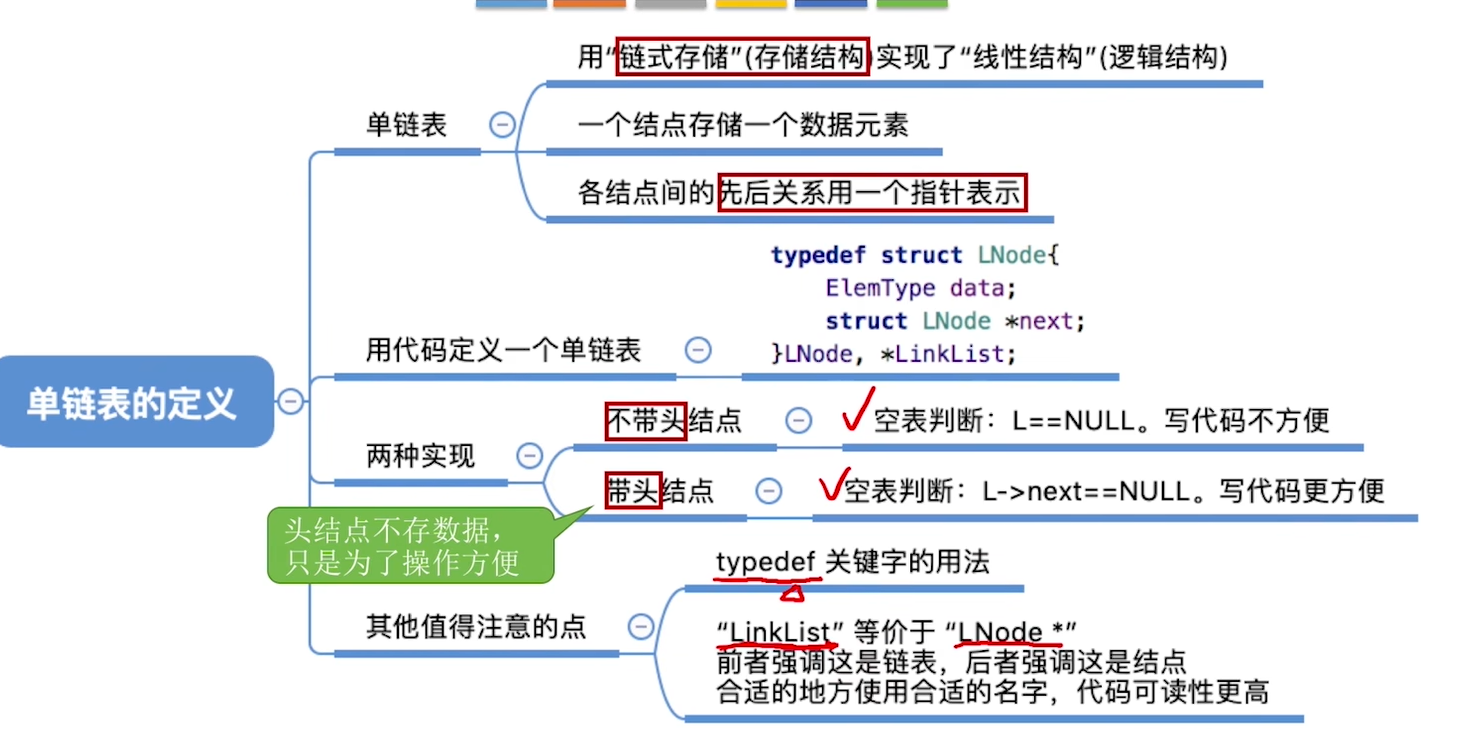 用“链式存储”(存储结构)实现了“线性结构”(逻辑结构)
单链表
一个结点存储一个数据元素
各结点间的先后关系用一个指针表示
typedef struct LNode{
ElemType data;
struct LNode *next;
}LNode, *LinkList;
用代码定义一个单链表
单链表的定义
不带头结点
空表判断：L==NULL。写代码不方便
两种实现
带头结点
空表判断：L->next==NULL。写代码更方便
头结点不存数据，
只是为了操作方便
typedef 关键字的用法
其他值得注意的点
“LinkList” 等价于 “LNode *”
前者强调这是链表，后者强调这是结点
合适的地方使用合适的名字，代码可读性更高